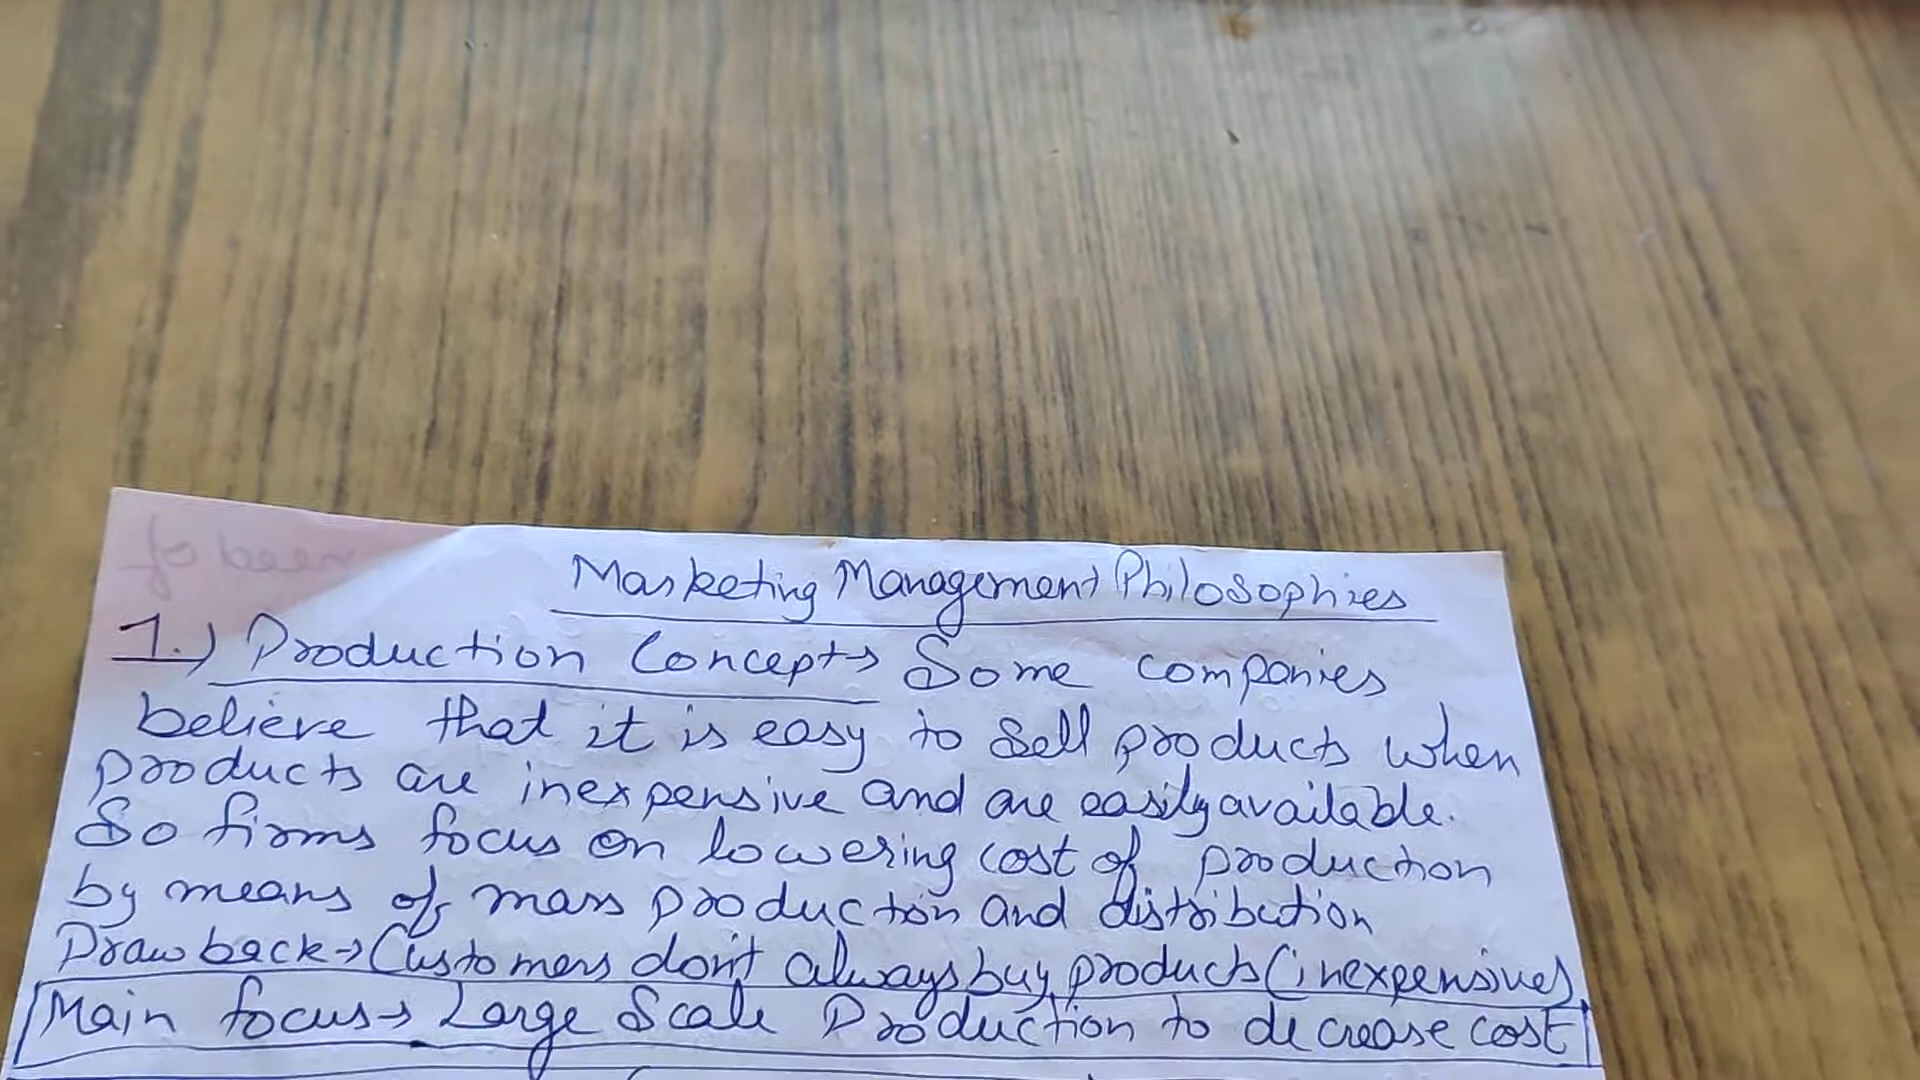 need of
Marketing Management Philosophies
1.) Production Concept→ Some companies
believe that it is easy to sell products when
products are inexpensive and are easily available.
So firms focus on lowering cost of production
by means of mass production and distribution
Drawback→Customers don't always buy products (inexpensive)
Main focus→ Large Scale Production to decrease cost